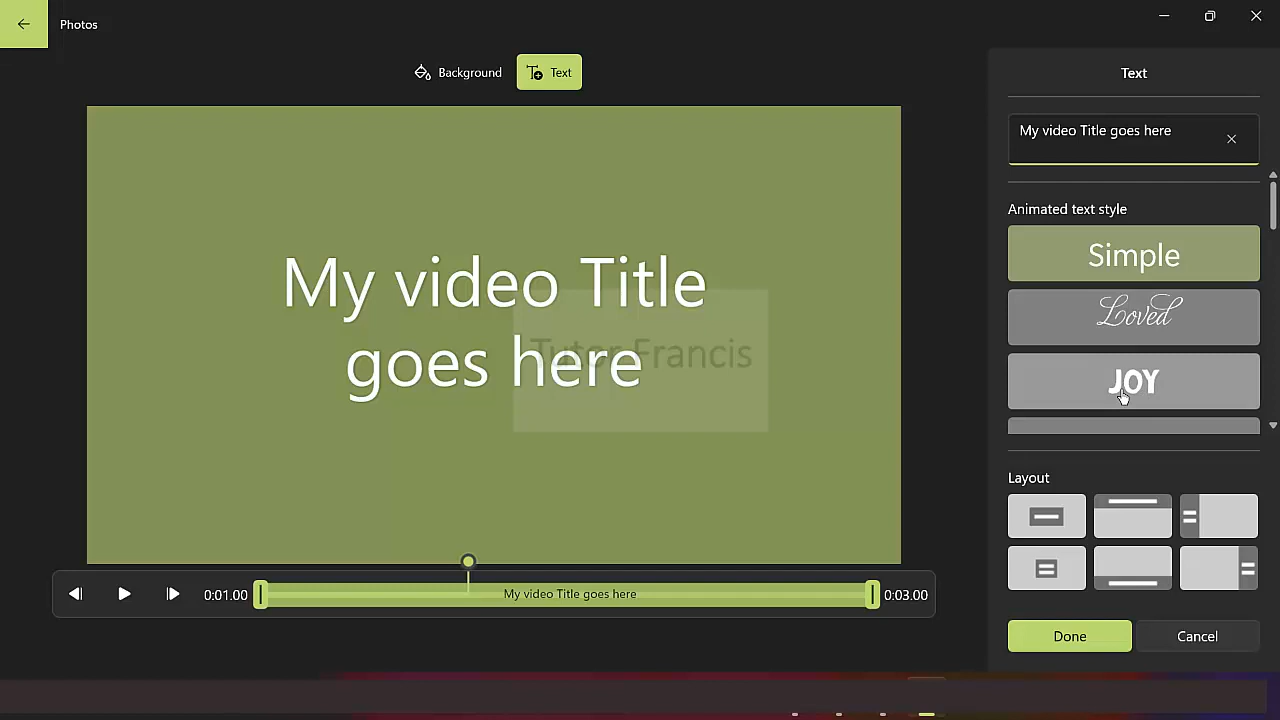 Photos
Background
Text
Text
My video Title goes here
Animated text style
Simple
Loved
JOY
My video Title
goes here
Tutor Francis
Layout
0:01.00
My video Title goes here
0:03.00
Done
Cancel